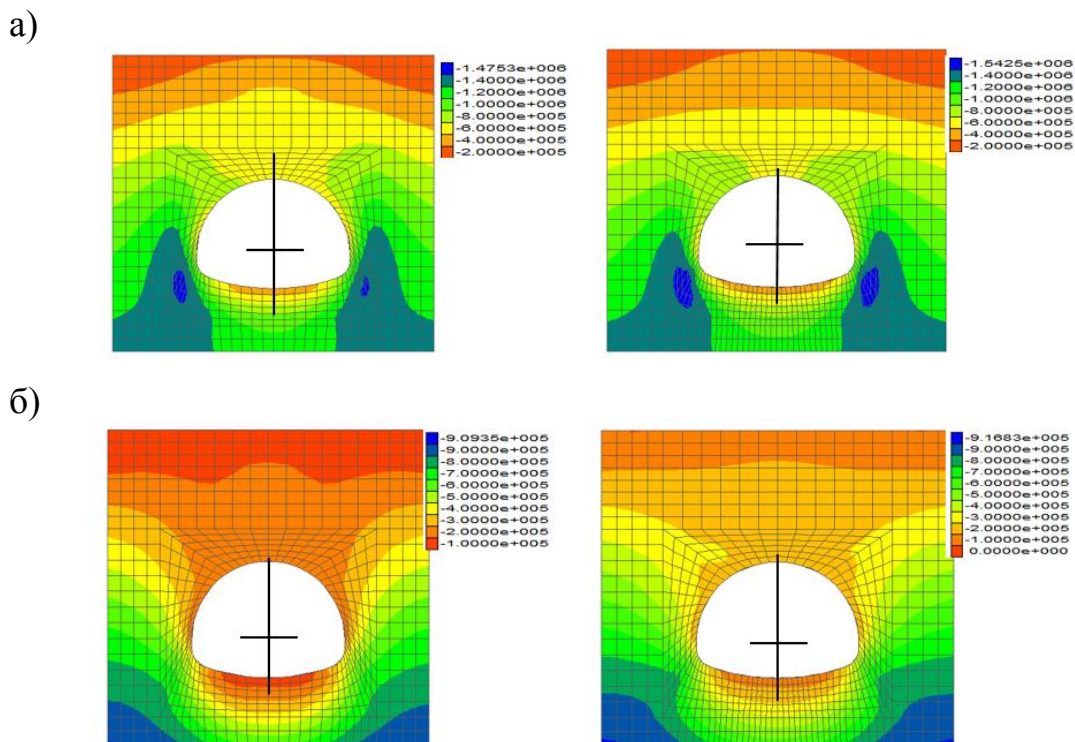 а)
-1.4753e+006
-1.4000e+006
-1.2000e+006
-1.0000e+006
-8.0000e+005
-6.0000e+005
-4.0000e+005
-2.0000e+005
-1.5425e+006
-1.4000e+006
-1.2000e+006
-1.0000e+006
-8.0000e+005
-6.0000e+005
-4.0000e+005
-2.0000e+005
б)
-9.0935e+005
-9.0000e+005
-8.0000e+005
-7.0000e+005
-6.0000e+005
-5.0000e+005
-4.0000e+005
-3.0000e+005
-2.0000e+005
-1.0000e+005
-9.1683e+005
-9.0000e+005
-8.0000e+005
-7.0000e+005
-6.0000e+005
-5.0000e+005
-4.0000e+005
-3.0000e+005
-2.0000e+005
-1.0000e+005
0.0000e+000